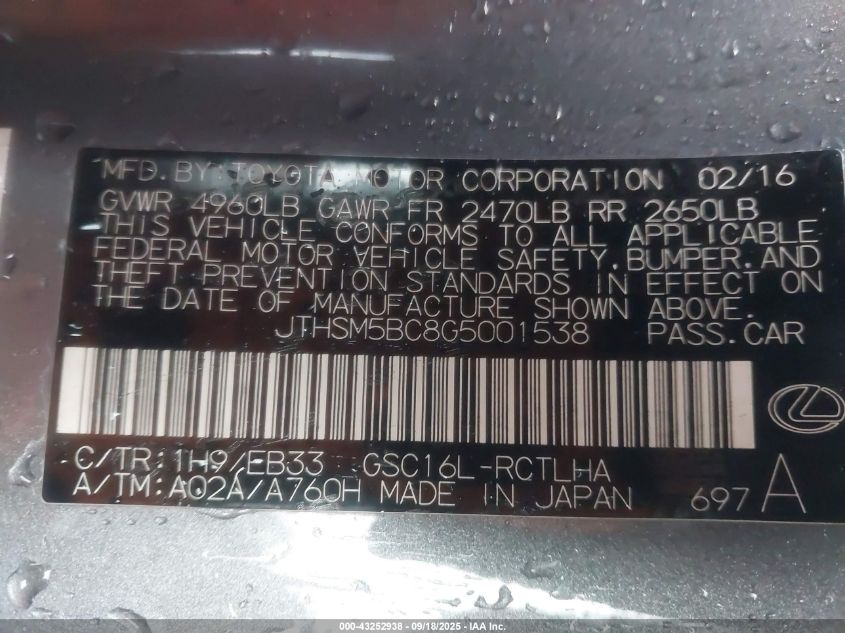 MFD. BY: TOYOTA MOTOR CORPORATION 02/16
GVWR 4960LB GAWR FR 2470LB RR 2650LB
THIS VEHICLE CONFORMS TO ALL APPLICABLE
FEDERAL MOTOR VEHICLE SAFETY, BUMPER, AND
THEFT PREVENTION STANDARDS IN EFFECT ON
THE DATE OF MANUFACTURE SHOWN ABOVE.
JTHSM5BC8G5001538 PASS.CAR
C/TR:1H9/EB33 GSC16L-RCTLHA
A/TM:A02A/A760H MADE IN JAPAN 697 A
000-43252938 - 09/18/2025 - IAA Inc.